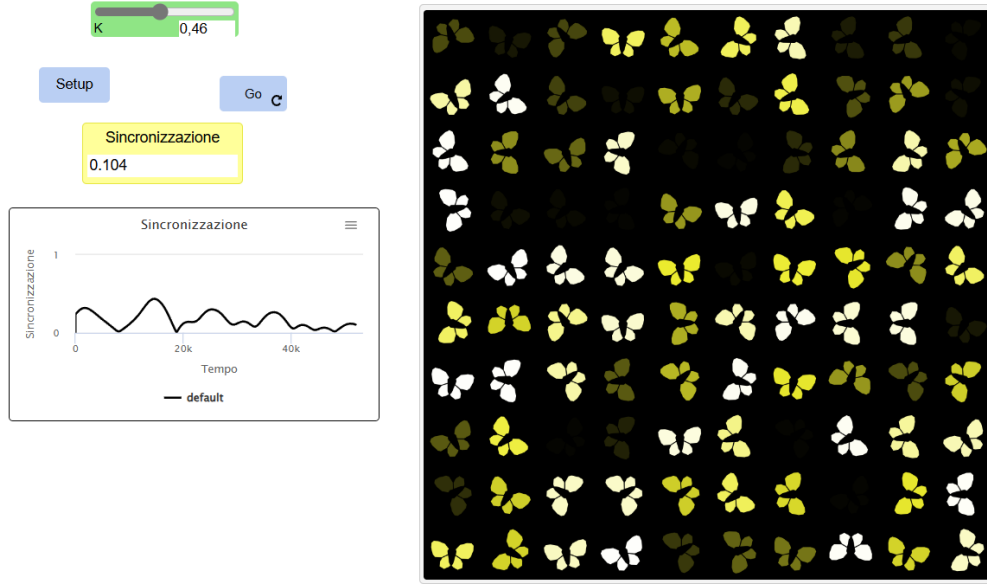 K 0,46
Setup
Go
Sincronizzazione
0.104
Sincronizzazione
Sincronizzazione
1
0
0 20k 40k
Tempo
default